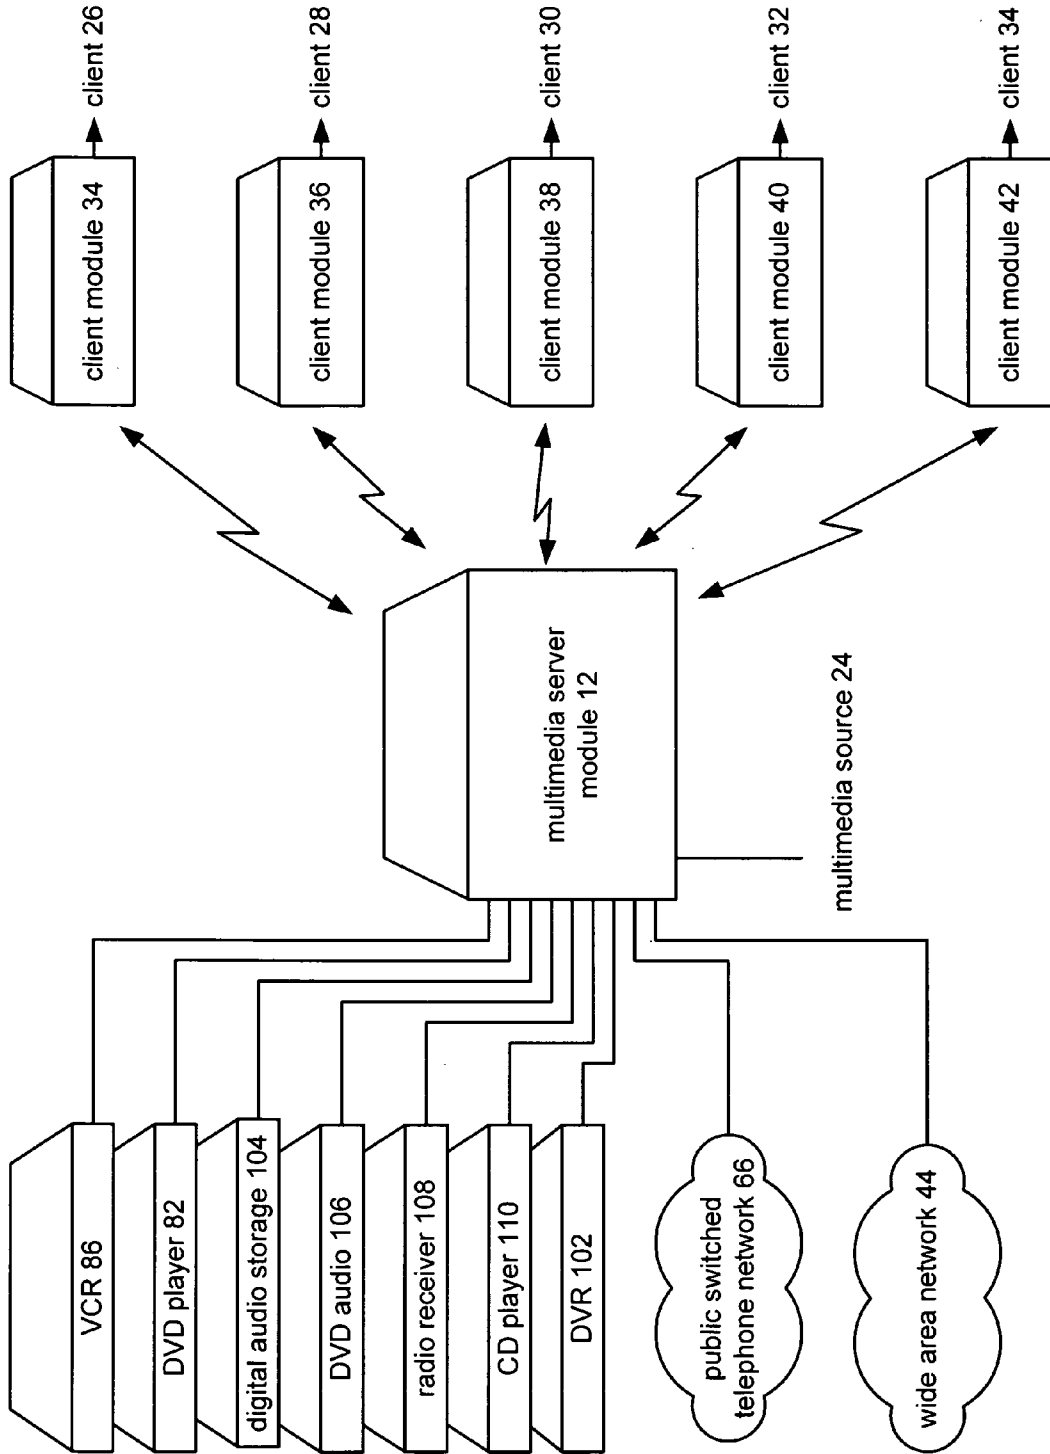 VCR 86
DVD player 82
digital audio storage 104
DVD audio 106
radio receiver 108
CD player 110
DVR 102
public switched
telephone network 66
wide area network 44
multimedia server
module 12
multimedia source 24
client module 34
client 26
client module 36
client 28
client module 38
client 30
client module 40
client 32
client module 42
client 34